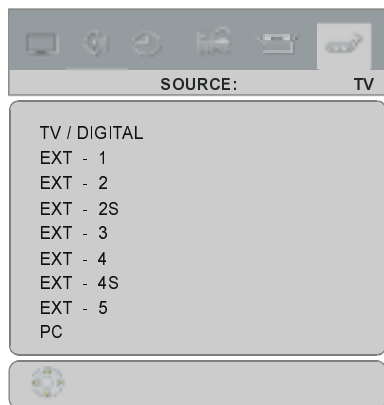 SOURCE: TV
TV / DIGITAL
EXT - 1
EXT - 2
EXT - 2S
EXT - 3
EXT - 4
EXT - 4S
EXT - 5
PC